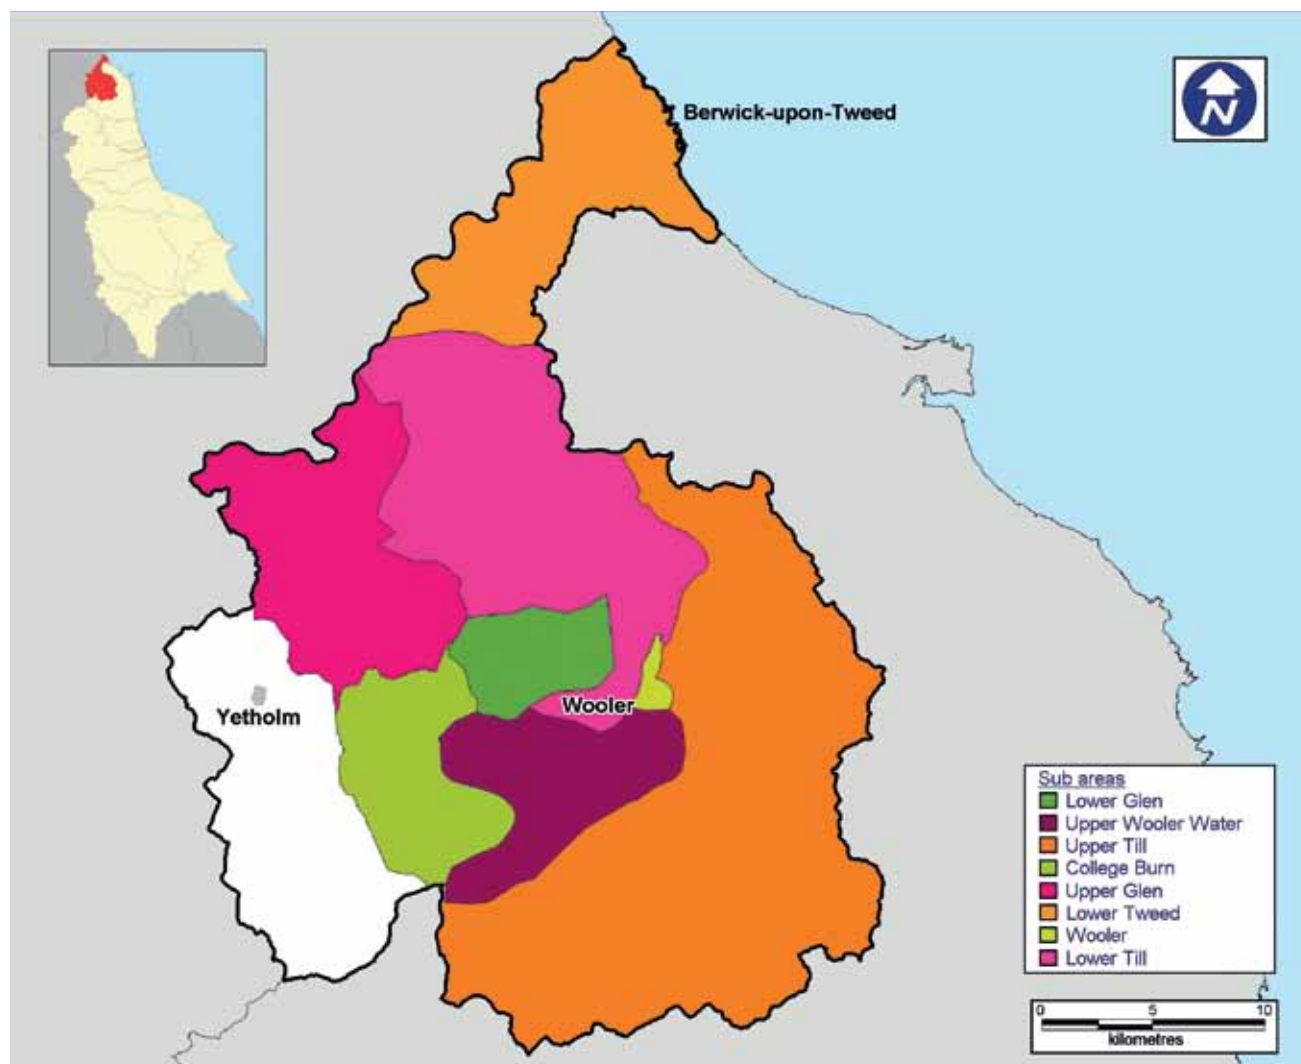 Berwick-upon-Tweed
N
Wooler
Yetholm
Sub areas
Lower Glen
Upper Wooler Water
Upper Till
College Burn
Upper Glen
Lower Tweed
Wooler
Lower Till
0 5 10
kilometres